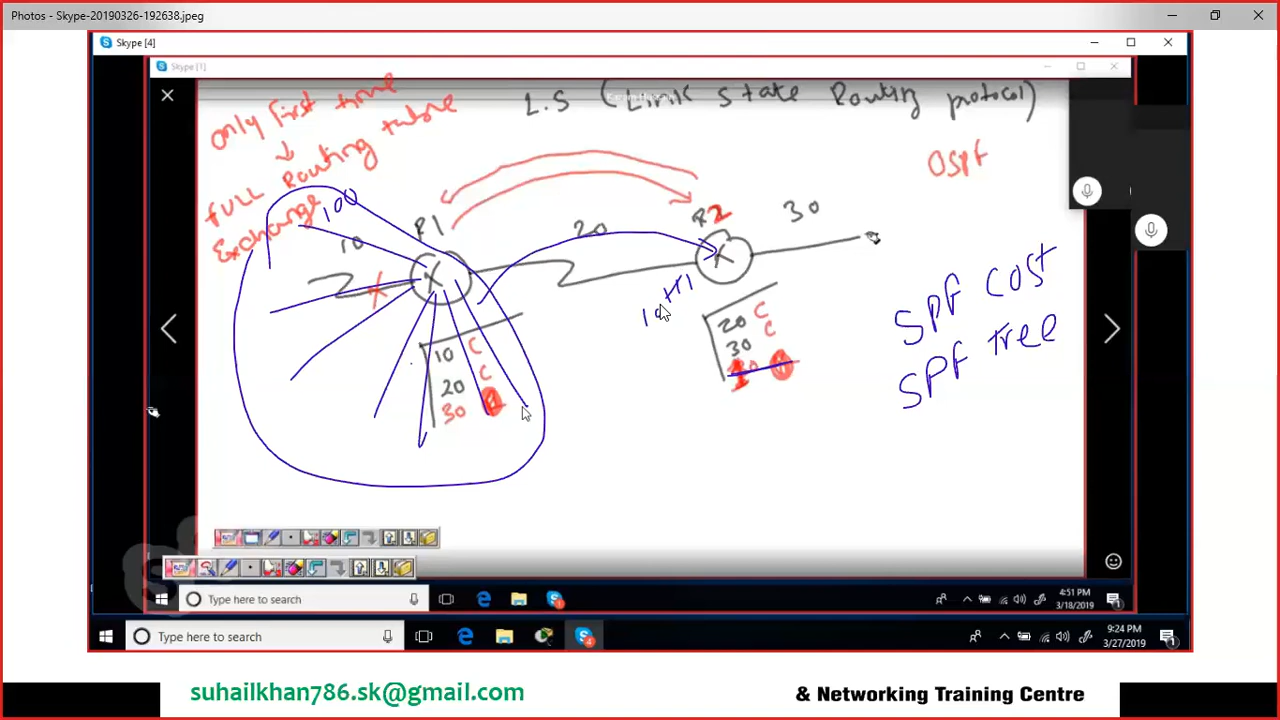 Photos - Skype-20190326-192638.jpeg
Skype [4]
Skype [1]
only First time
FULL Routing table
Exchange
L.S (Link state Routing protocol)
OSPF
100
10
R1
20
R2
30
SPF cost
SPF tree
10 C
20 C
30
20 C
30 C
Type here to search
4:51 PM
3/18/2019
Type here to search
9:24 PM
3/27/2019
suhailkhan786.sk@gmail.com
& Networking Training Centre